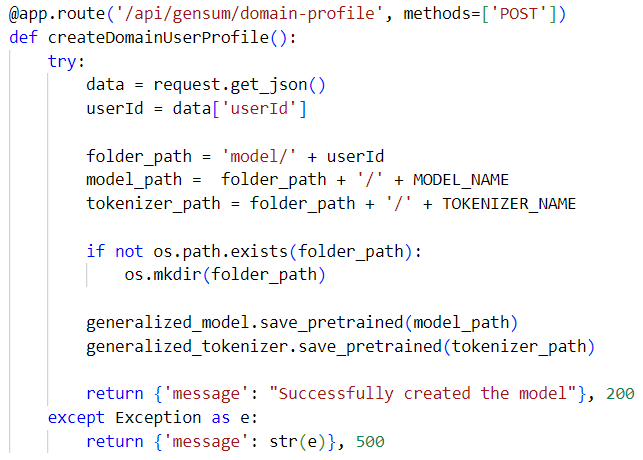 @app.route('/api/gensum/domain-profile', methods=['POST'])
def createDomainUserProfile():
    try:
        data = request.get_json()
        userId = data['userId']

        folder_path = 'model/' + userId
        model_path =  folder_path + '/' + MODEL_NAME
        tokenizer_path = folder_path + '/' + TOKENIZER_NAME

        if not os.path.exists(folder_path):
            os.mkdir(folder_path)

        generalized_model.save_pretrained(model_path)
        generalized_tokenizer.save_pretrained(tokenizer_path)

        return {'message': "Successfully created the model"}, 200
    except Exception as e:
        return {'message': str(e)}, 500